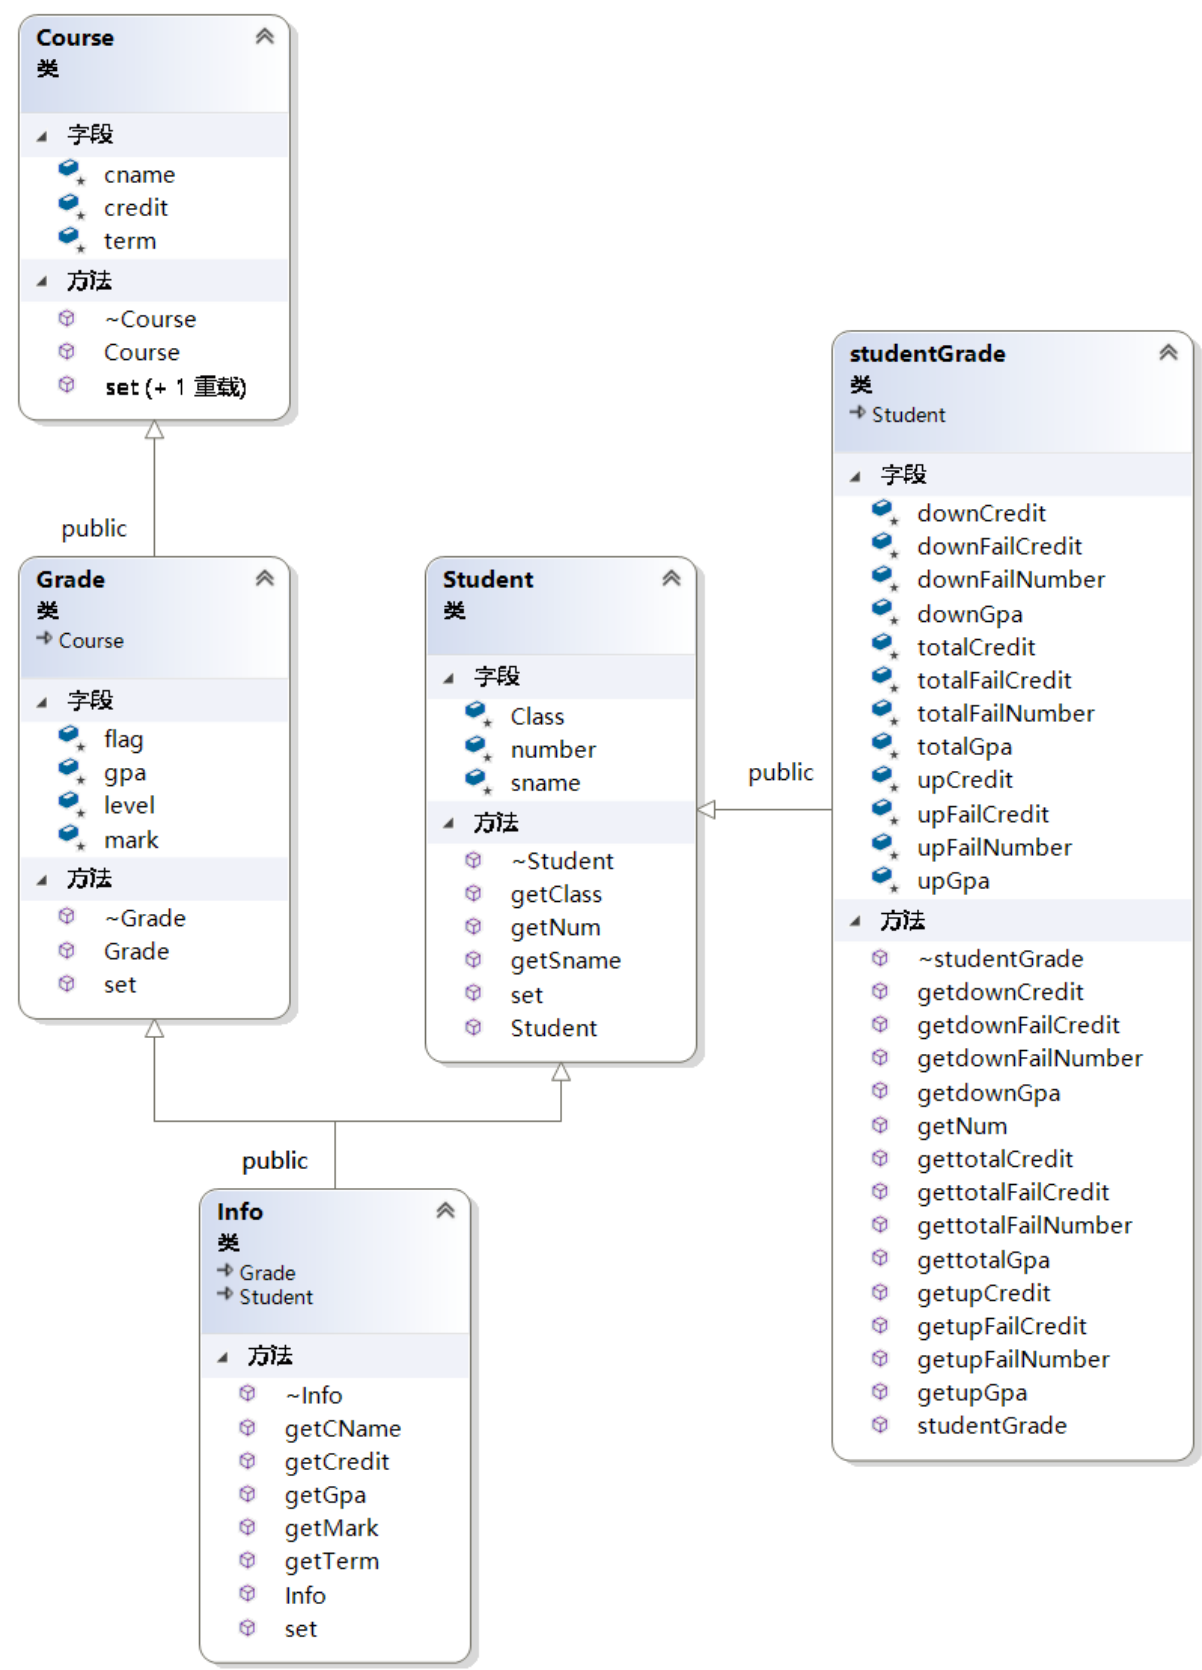 Course
类
字段
cname
credit
term
方法
~Course
Course
set (+ 1 重载)
public
Grade
类
Course
字段
flag
gpa
level
mark
方法
~Grade
Grade
set
Student
类
字段
Class
number
sname
方法
~Student
getClass
getNum
getSname
set
Student
public
studentGrade
类
Student
字段
downCredit
downFailCredit
downFailNumber
downGpa
totalCredit
totalFailCredit
totalFailNumber
totalGpa
upCredit
upFailCredit
upFailNumber
upGpa
方法
~studentGrade
getdownCredit
getdownFailCredit
getdownFailNumber
getdownGpa
getNum
gettotalCredit
gettotalFailCredit
gettotalFailNumber
gettotalGpa
getupCredit
getupFailCredit
getupFailNumber
getupGpa
studentGrade
public
Info
类
Grade
Student
方法
~Info
getCName
getCredit
getGpa
getMark
getTerm
Info
set